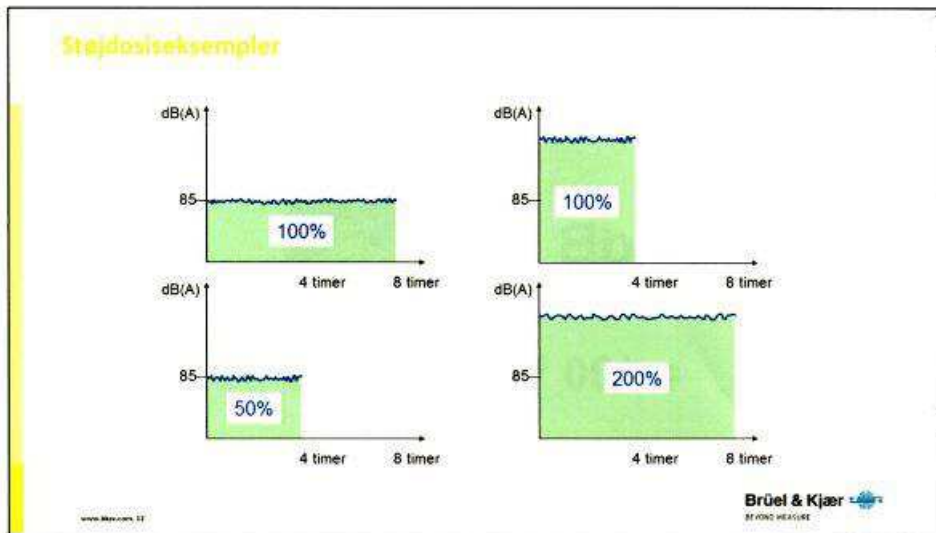 Støjdosiseksempler
dB(A)
85
100%
4 timer 8 timer
dB(A)
85
100%
4 timer 8 timer
dB(A)
85
50%
4 timer 8 timer
dB(A)
85
200%
4 timer 8 timer
Brüel & Kjær
BEYOND MEASURE